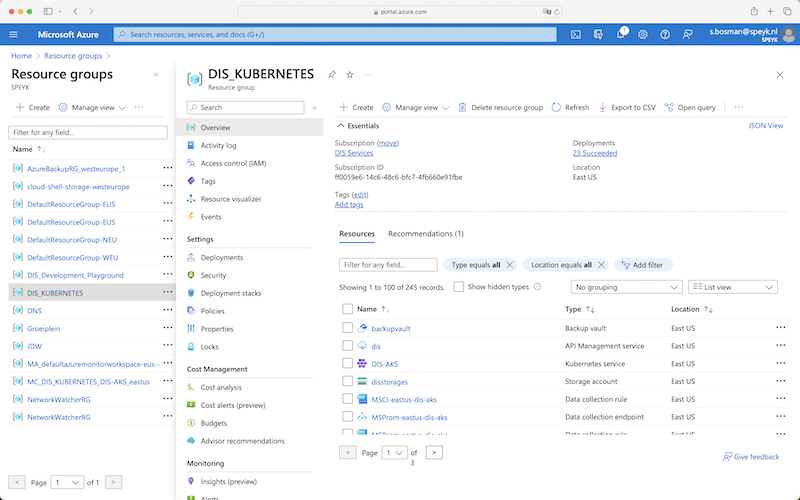 portal.azure.com
Microsoft Azure
Search resources, services, and docs (G+/)
1
s.bosman@speyk.nl
SPEYK
Home > Resource groups >
Resource groups
SPEYK
Create Manage view
Filter for any field...
Name
AzureBackupRG_westeurope_1
cloud-shell-storage-westeurope
DefaultResourceGroup-EUS
DefaultResourceGroup-EUS
DefaultResourceGroup-NEU
DefaultResourceGroup-WEU
DIS_Development_Playground
DIS_KUBERNETES
DNS
Groeiplein
JDW
MA_defaultazuremonitorworkspace-eus-...
MC_DIS_KUBERNETES_DIS-AKS_eastus
NetworkWatcherRG
NetworkWatcherRG
< Page 1 of 1 >
DIS_KUBERNETES
Resource group
Search
Overview
Activity log
Access control (IAM)
Tags
Resource visualizer
Events
Settings
Deployments
Security
Deployment stacks
Policies
Properties
Locks
Cost Management
Cost analysis
Cost alerts (preview)
Budgets
Advisor recommendations
Monitoring
Insights (preview)
Alerts
Create Manage view Delete resource group Refresh Export to CSV Open query
Essentials
JSON View
Subscription (move)
DIS Services
Subscription ID
ff0059e6-14c6-48c6-bfc7-4fb660e91fbe
Tags (edit)
Add tags
Deployments
23 Succeeded
Location
East US
Resources Recommendations (1)
Filter for any field... Type equals all Location equals all Add filter
Showing 1 to 100 of 245 records. Show hidden types No grouping List view
Name Type Location
backupvault Backup vault East US
dis API Management service East US
DIS-AKS Kubernetes service East US
disstorages Storage account East US
MSCI-eastus-dis-aks Data collection rule East US
MSProm-eastus-dis-aks Data collection endpoint East US
MSProm-eastus-dis-aks Data collection rule East US
< Page 1 of 3 >
Give feedback